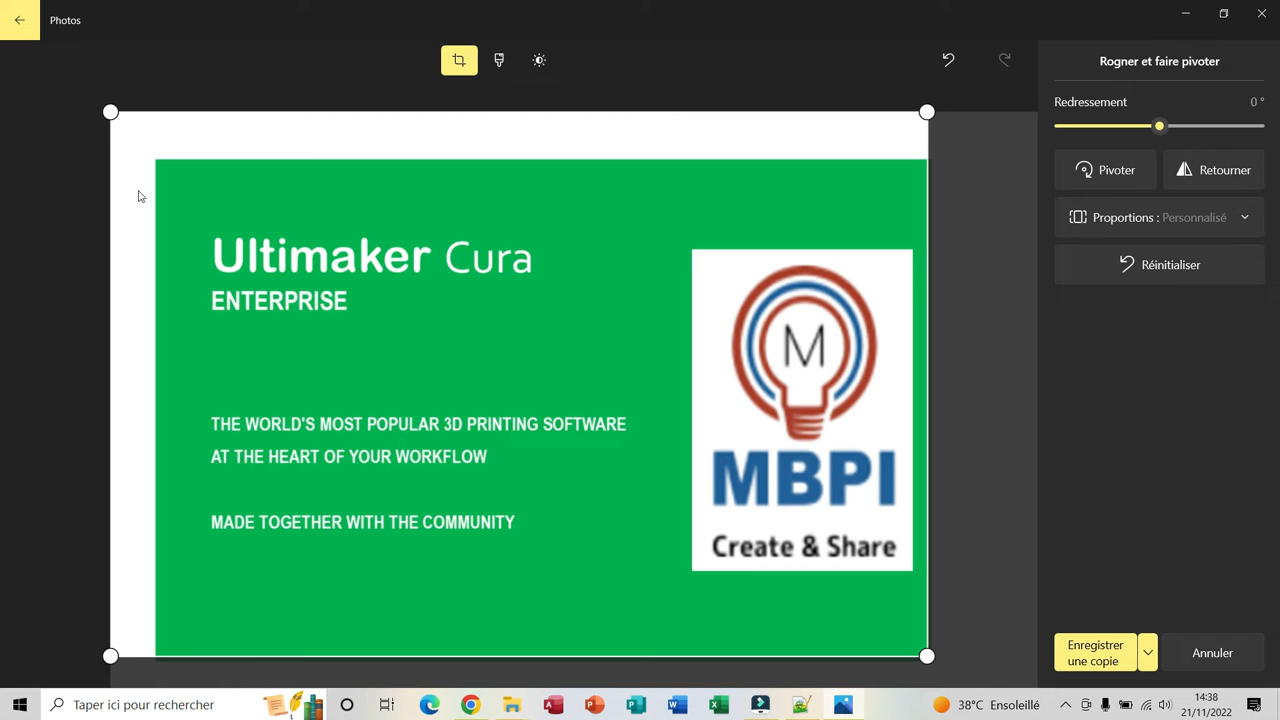 Photos
Rogner et faire pivoter
Redressement 0 °
Pivoter
Retourner
Proportions : Personnalisé
Réinitialiser
Ultimaker Cura
ENTERPRISE
THE WORLD'S MOST POPULAR 3D PRINTING SOFTWARE
AT THE HEART OF YOUR WORKFLOW
MADE TOGETHER WITH THE COMMUNITY
M
MBPI
Create & Share
Enregistrer
une copie
Annuler
Taper ici pour rechercher
38°C Ensoleillé
14:38
21/11/2022